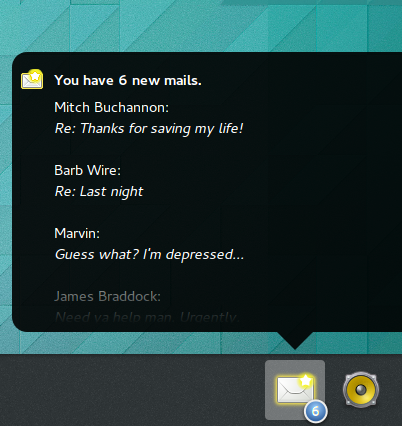 You have 6 new mails.
Mitch Buchannon:
Re: Thanks for saving my life!
Barb Wire:
Re: Last night
Marvin:
Guess what? I'm depressed...
James Braddock:
Need ya help man. Urgently.
6